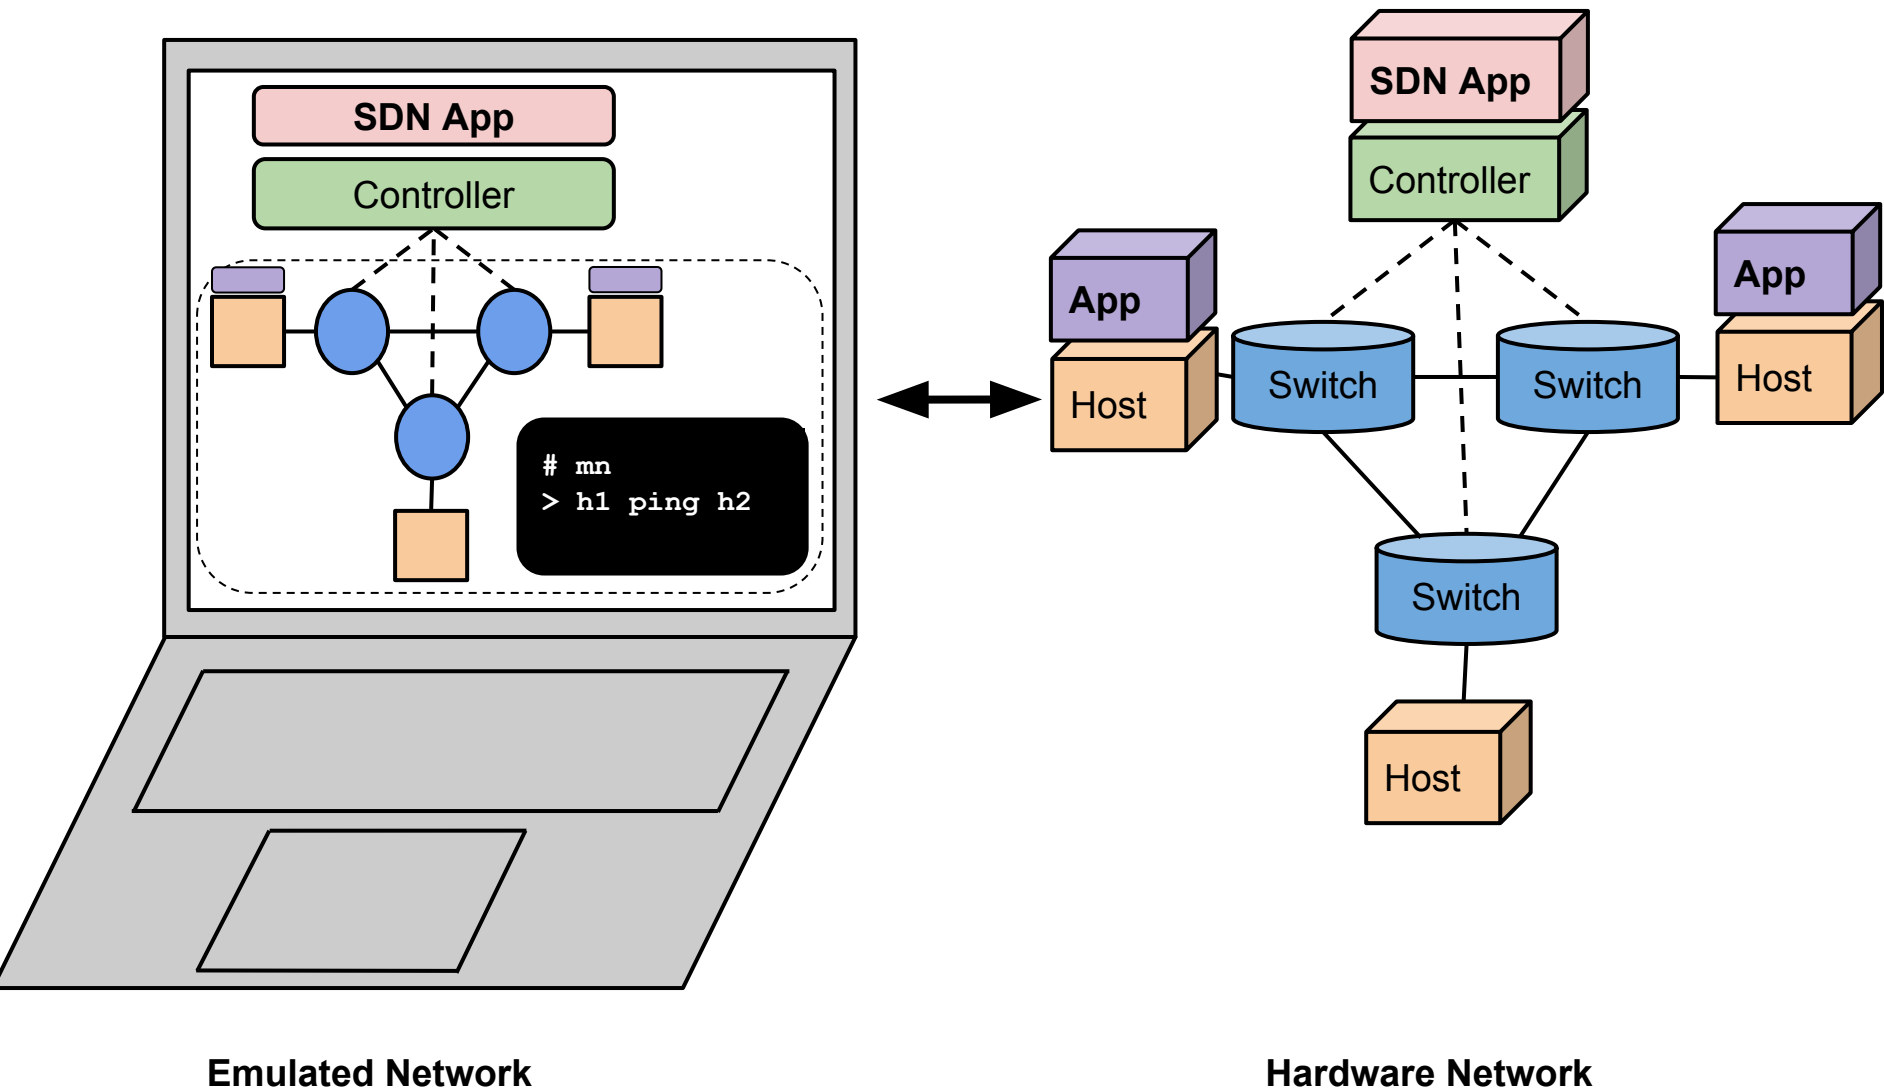 SDN App
Controller
# mn
> h1 ping h2
Emulated Network
SDN App
Controller
App
Host
Switch
Switch
App
Host
Switch
Host
Hardware Network